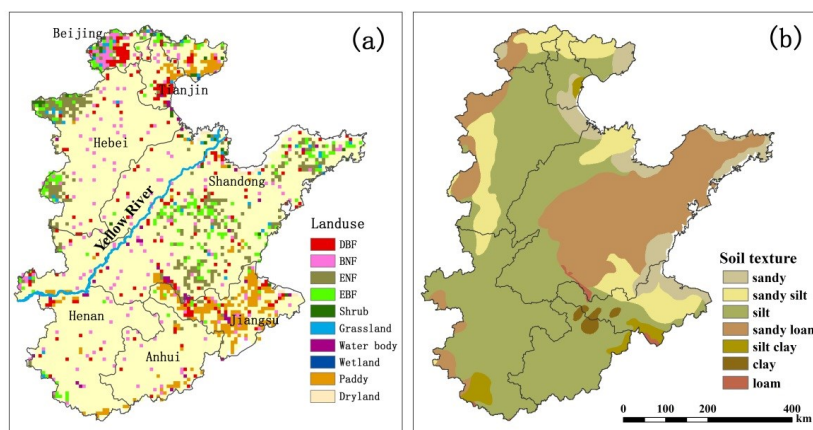 (a)
Beijing
Tianjin
Hebei
Shandong
Yellow River
Henan
Anhui
Jiangsu
Landuse
DBF
BNF
ENF
EBF
Shrub
Grassland
Water body
Wetland
Paddy
Dryland
(b)
Soil texture
sandy
sandy silt
silt
sandy loam
silt clay
clay
loam
0 100 200 300 400
km